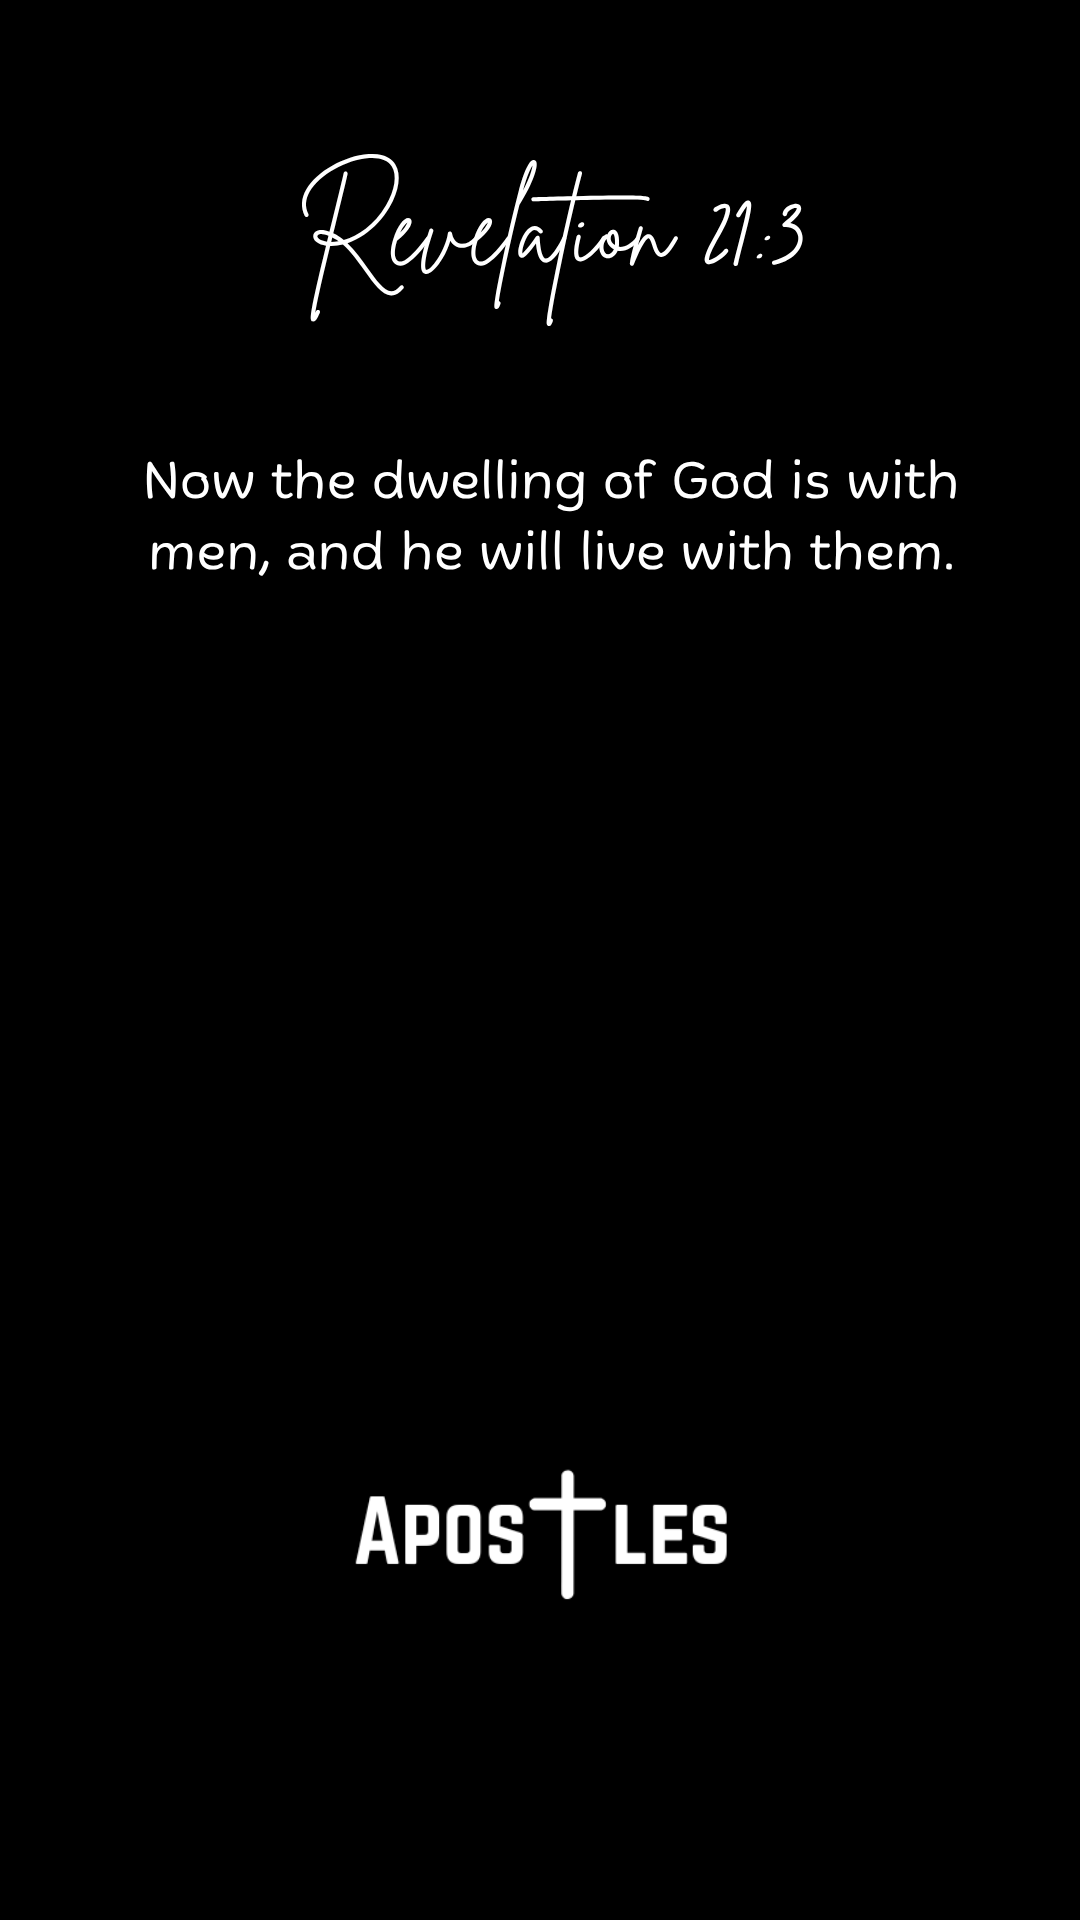 Revelation 21:3
Now the dwelling of God is with
men, and he will live with them.
Apostles